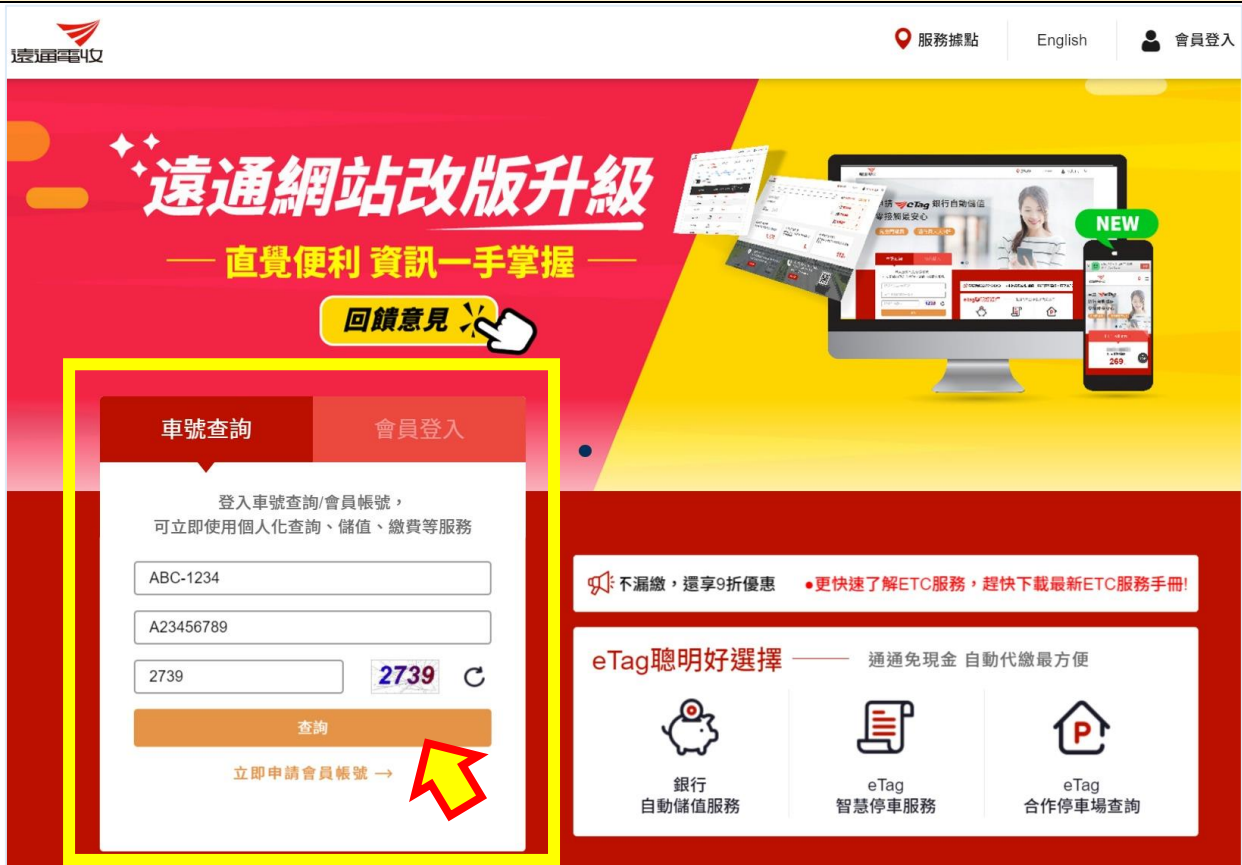 遠通電收
服務據點
English
會員登入
遠通網站改版升級
直覺便利 資訊一手掌握
回饋意見
NEW
eTag 銀行自動儲值
269
車號查詢
會員登入
登入車號查詢/會員帳號，
可立即使用個人化查詢、儲值、繳費等服務
ABC-1234
A23456789
2739
2739
查詢
立即申請會員帳號 →
不漏繳，還享9折優惠
●更快速了解ETC服務，趕快下載最新ETC服務手冊!
eTag聰明好選擇
通通免現金 自動代繳最方便
P
銀行
自動儲值服務
eTag
智慧停車服務
eTag
合作停車場查詢